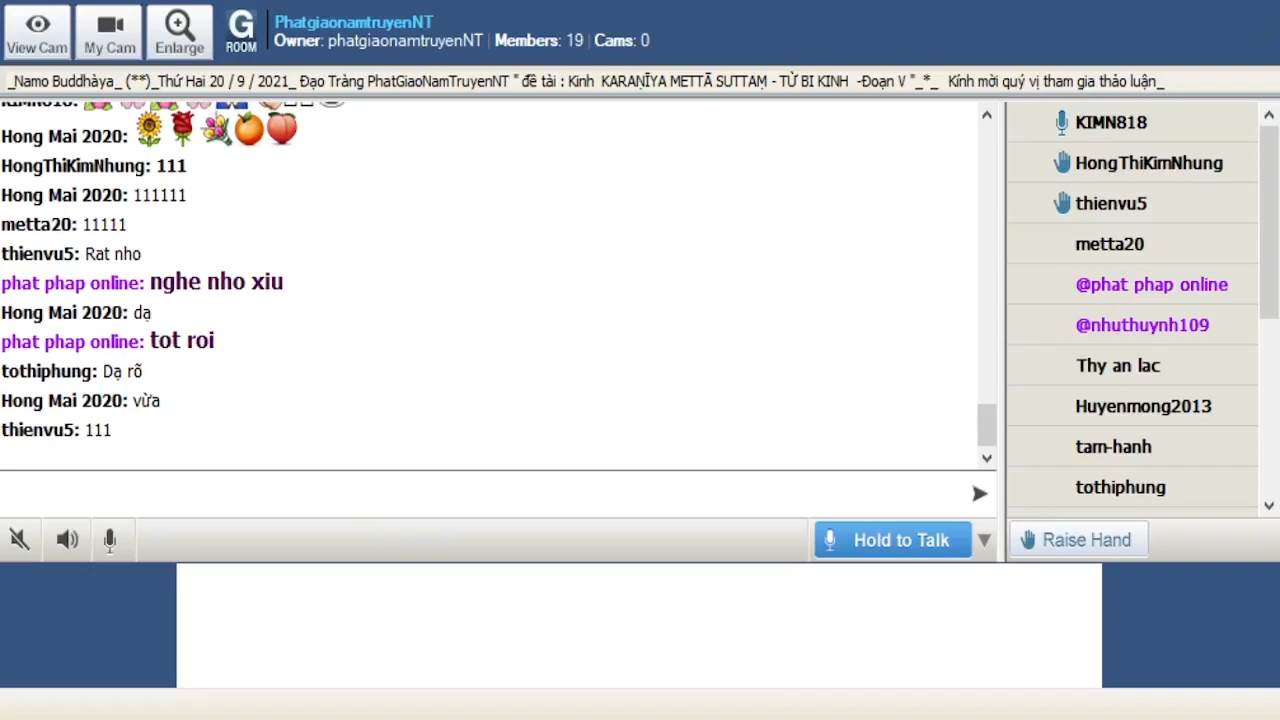 View Cam
My Cam
Enlarge
G
ROOM
PhatgiaonamtruyenNT
Owner: phatgiaonamtruyenNT | Members: 19 | Cams: 0
_Namo Buddhàya_ (**)_Thứ Hai 20 / 9 / 2021_ Đạo Tràng PhatGiaoNamTruyenNT " đề tài : Kinh KARAṆĪYA METTĀ SUTTAṂ - TỪ BI KINH -Đoạn V "_*_ Kính mời quý vị tham gia thảo luận_
KIMN818:
Hong Mai 2020:
HongThiKimNhung: 111
Hong Mai 2020: 111111
metta20: 11111
thienvu5: Rat nho
phat phap online: nghe nho xiu
Hong Mai 2020: dạ
phat phap online: tot roi
tothiphung: Dạ rõ
Hong Mai 2020: vừa
thienvu5: 111
Hold to Talk
KIMN818
HongThiKimNhung
thienvu5
metta20
@phat phap online
@nhuthuynh109
Thy an lac
Huyenmong2013
tam-hanh
tothiphung
Raise Hand